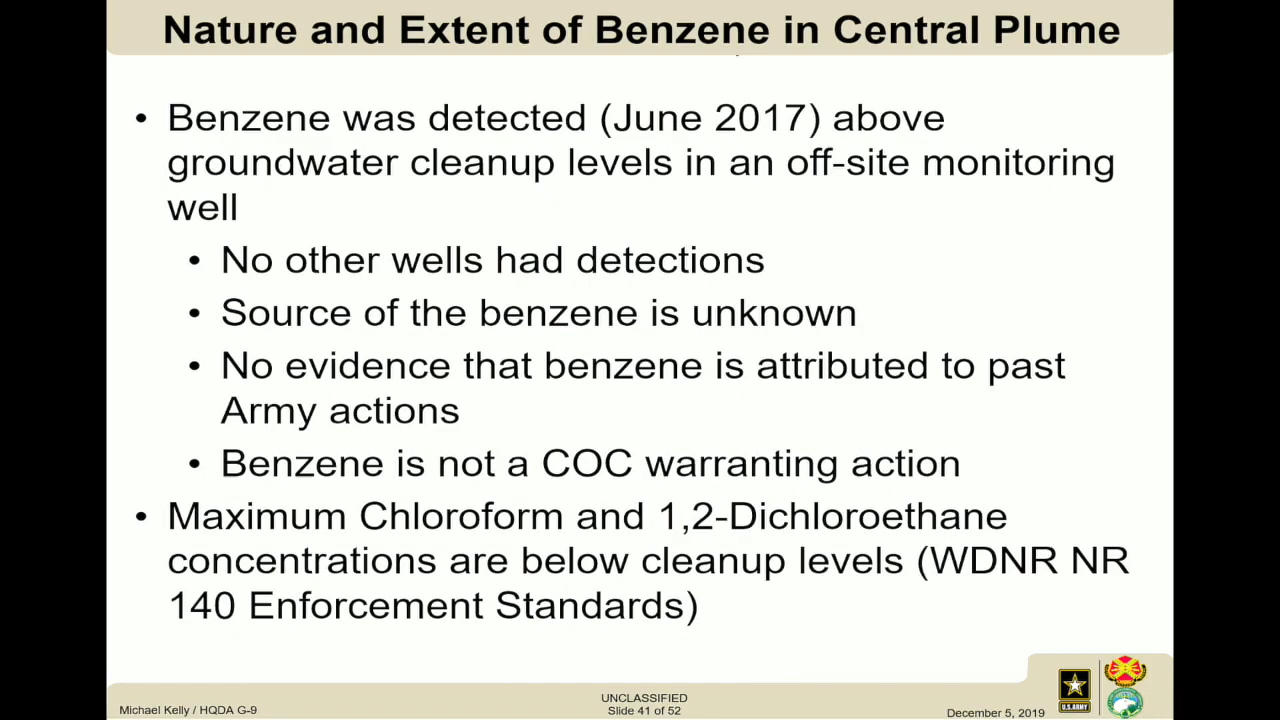 Nature and Extent of Benzene in Central Plume
• Benzene was detected (June 2017) above
groundwater cleanup levels in an off-site monitoring
well
• No other wells had detections
• Source of the benzene is unknown
• No evidence that benzene is attributed to past
Army actions
• Benzene is not a COC warranting action
• Maximum Chloroform and 1,2-Dichloroethane
concentrations are below cleanup levels (WDNR NR
140 Enforcement Standards)
Michael Kelly / HQDA G-9
UNCLASSIFIED
Slide 41 of 52
December 5, 2019
U.S. ARMY